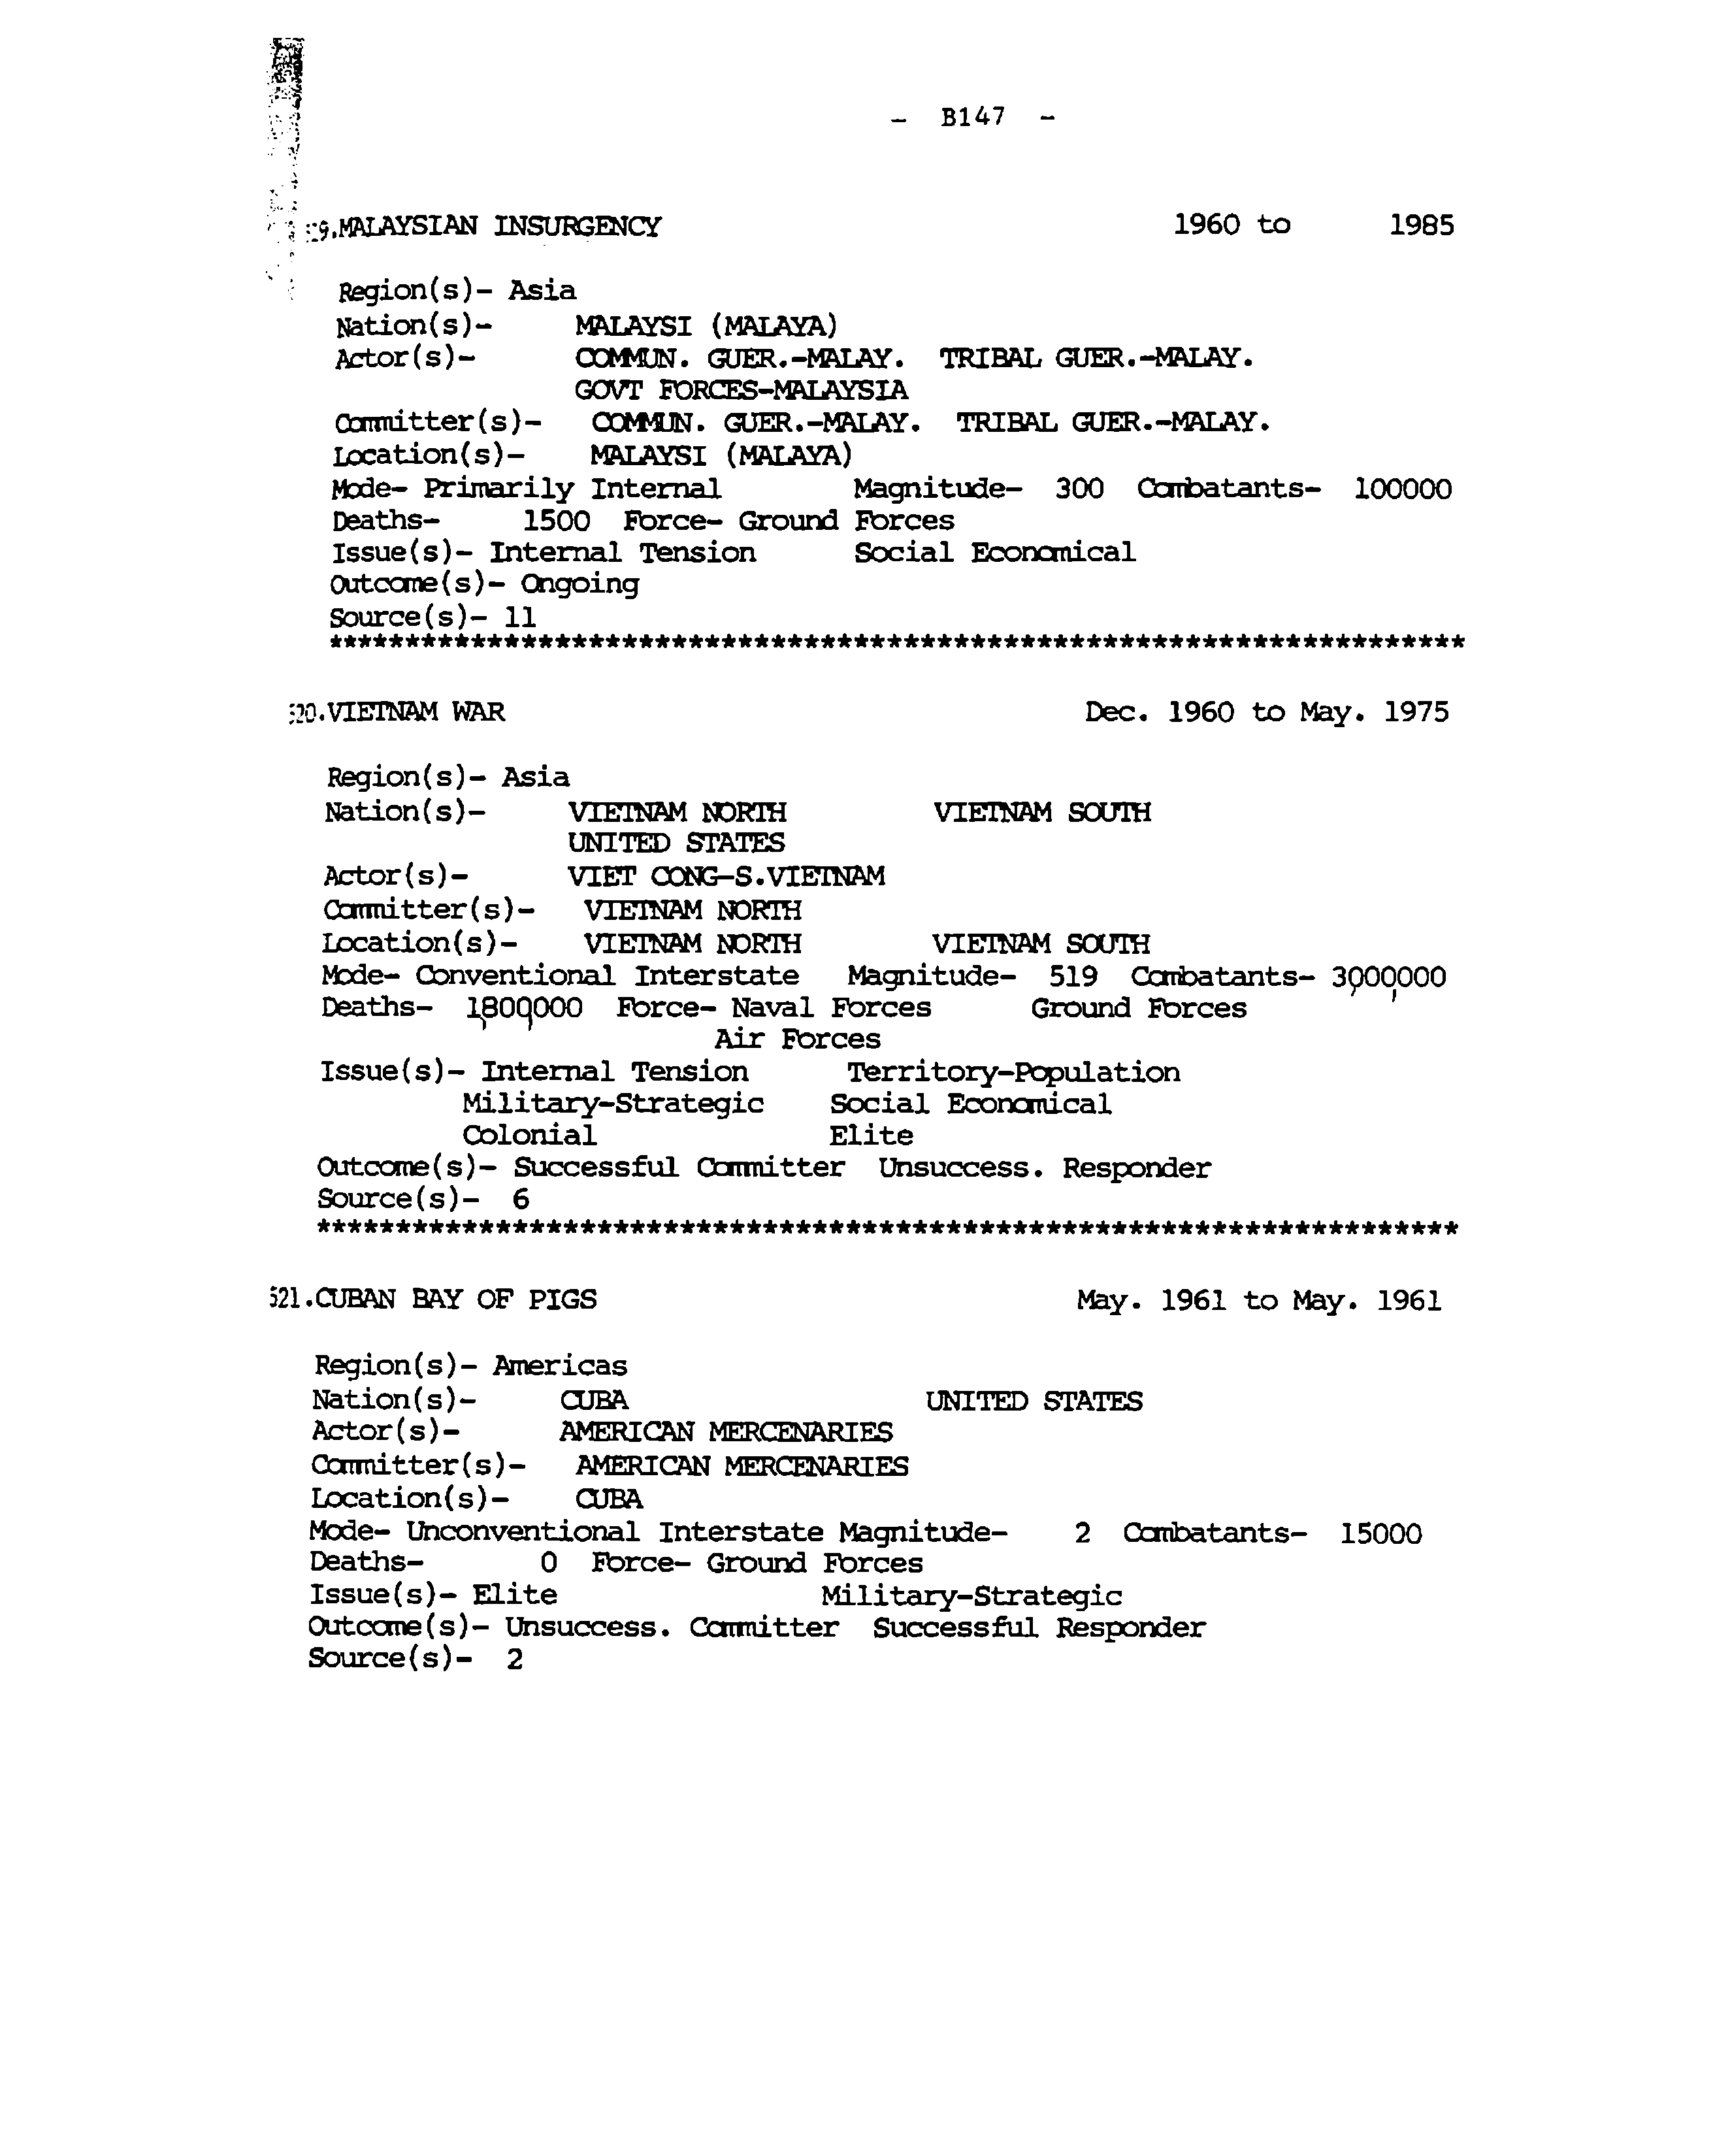 - B147 -
19.MALAYSIAN INSURGENCY 1960 to 1985
Region(s)- Asia
Nation(s)- MALAYSI (MALAYA)
Actor(s)- COMMUN. GUER.-MALAY. TRIBAL GUER.-MALAY.
GOVT FORCES-MALAYSIA
Committer(s)- COMMUN. GUER.-MALAY. TRIBAL GUER.-MALAY.
Location(s)- MALAYSI (MALAYA)
Mode- Primarily Internal Magnitude- 300 Combatants- 100000
Deaths- 1500 Force- Ground Forces
Issue(s)- Internal Tension Social Economical
Outcome(s)- Ongoing
Source(s)- 11
*********************************************************************
520.VIETNAM WAR Dec. 1960 to May. 1975
Region(s)- Asia
Nation(s)- VIETNAM NORTH VIETNAM SOUTH
UNITED STATES
Actor(s)- VIET CONG-S.VIETNAM
Committer(s)- VIETNAM NORTH
Location(s)- VIETNAM NORTH VIETNAM SOUTH
Mode- Conventional Interstate Magnitude- 519 Combatants- 3,000,000
Deaths- 1,800,000 Force- Naval Forces Ground Forces
Air Forces
Issue(s)- Internal Tension Territory-Population
Military-Strategic Social Economical
Colonial Elite
Outcome(s)- Successful Committer Unsuccess. Responder
Source(s)- 6
*********************************************************************
521.CUBAN BAY OF PIGS May. 1961 to May. 1961
Region(s)- Americas
Nation(s)- CUBA UNITED STATES
Actor(s)- AMERICAN MERCENARIES
Committer(s)- AMERICAN MERCENARIES
Location(s)- CUBA
Mode- Unconventional Interstate Magnitude- 2 Combatants- 15000
Deaths- 0 Force- Ground Forces
Issue(s)- Elite Military-Strategic
Outcome(s)- Unsuccess. Committer Successful Responder
Source(s)- 2